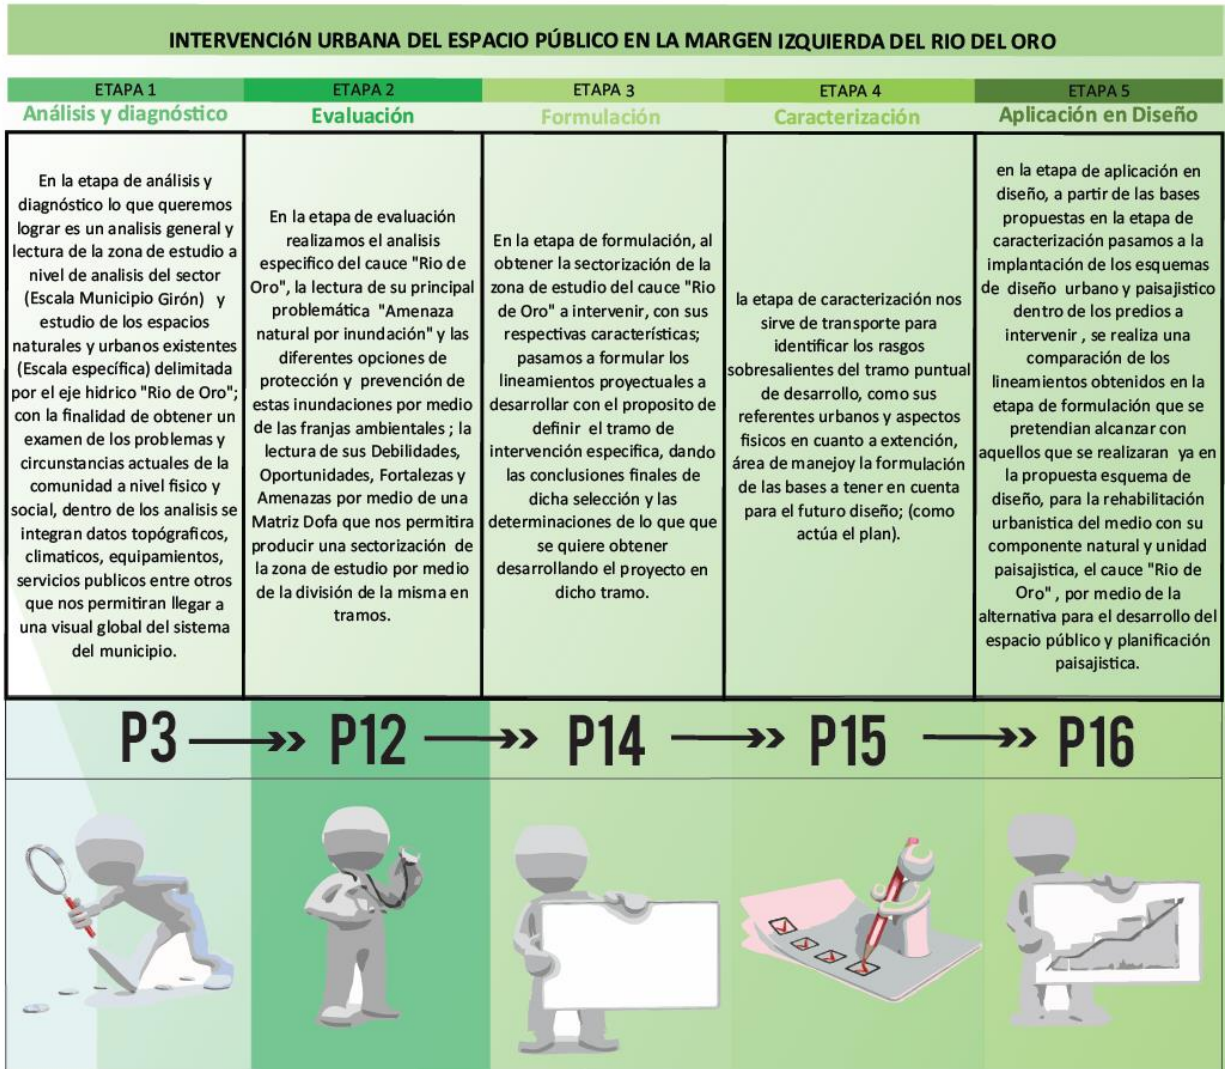 INTERVENCIóN URBANA DEL ESPACIO PÚBLICO EN LA MARGEN IZQUIERDA DEL RIO DEL ORO
ETAPA 1
Análisis y diagnóstico
En la etapa de análisis y
diagnóstico lo que queremos
lograr es un analisis general y
lectura de la zona de estudio a
nivel de analisis del sector
(Escala Municipio Girón) y
estudio de los espacios
naturales y urbanos existentes
(Escala específica) delimitada
por el eje hidrico "Rio de Oro";
con la finalidad de obtener un
examen de los problemas y
circunstancias actuales de la
comunidad a nivel fisico y
social, dentro de los analisis se
integran datos topógraficos,
climaticos, equipamientos,
servicios publicos entre otros
que nos permitiran llegar a
una visual global del sistema
del municipio.
P3
ETAPA 2
Evaluación
En la etapa de evaluación
realizamos el analisis
especifico del cauce "Rio de
Oro", la lectura de su principal
problemática "Amenaza
natural por inundación" y las
diferentes opciones de
protección y prevención de
estas inundaciones por medio
de las franjas ambientales ; la
lectura de sus Debilidades,
Oportunidades, Fortalezas y
Amenazas por medio de una
Matriz Dofa que nos permitira
producir una sectorización de
la zona de estudio por medio
de la división de la misma en
tramos.
P12
ETAPA 3
Formulación
En la etapa de formulación, al
obtener la sectorización de la
zona de estudio del cauce "Rio
de Oro" a intervenir, con sus
respectivas características;
pasamos a formular los
lineamientos proyectuales a
desarrollar con el proposito de
definir el tramo de
intervención especifica, dando
las conclusiones finales de
dicha selección y las
determinaciones de lo que que
se quiere obtener
desarrollando el proyecto en
dicho tramo.
P14
ETAPA 4
Caracterización
la etapa de caracterización nos
sirve de transporte para
identificar los rasgos
sobresalientes del tramo puntual
de desarrollo, como sus
referentes urbanos y aspectos
fisicos en cuanto a extención,
área de manejoy la formulación
de las bases a tener en cuenta
para el futuro diseño; (como
actúa el plan).
P15
ETAPA 5
Aplicación en Diseño
en la etapa de aplicación en
diseño, a partir de las bases
propuestas en la etapa de
caracterización pasamos a la
implantación de los esquemas
de diseño urbano y paisajistico
dentro de los predios a
intervenir , se realiza una
comparación de los
lineamientos obtenidos en la
etapa de formulación que se
pretendian alcanzar con
aquellos que se realizaran ya en
la propuesta esquema de
diseño, para la rehabilitación
urbanistica del medio con su
componente natural y unidad
paisajistica, el cauce "Rio de
Oro" , por medio de la
alternativa para el desarrollo del
espacio público y planificación
paisajistica.
P16